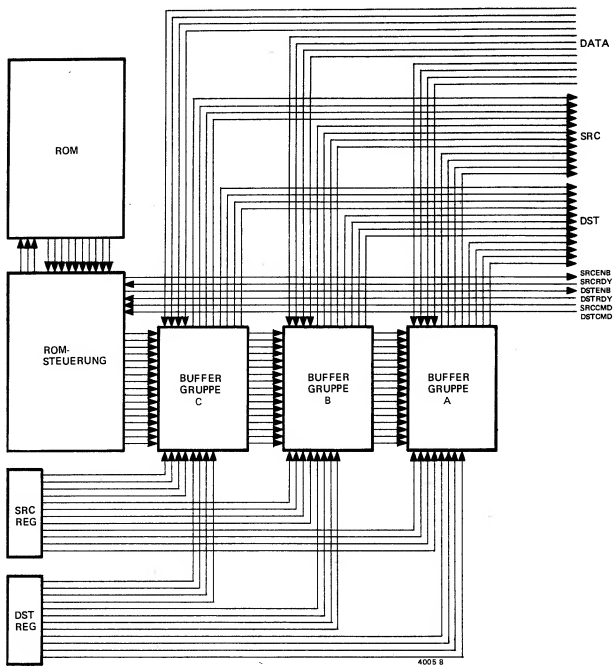 DATA
ROM
SRC
DST
SRCENB
SRCRDY
DSTENB
DSTRDY
SRCCMD
DSTCMD
ROM-
STEUERUNG
BUFFER
GRUPPE
C
BUFFER
GRUPPE
B
BUFFER
GRUPPE
A
SRC
REG
DST
REG
4005 8